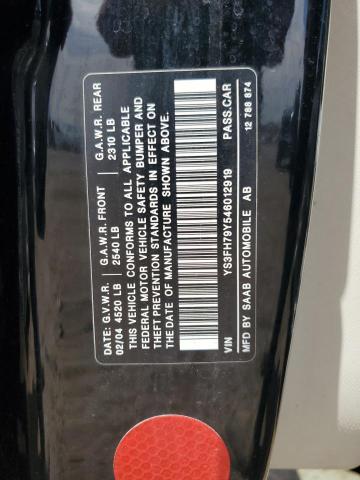 DATE: G.V.W.R. G.A.W.R. FRONT G.A.W.R. REAR
02/04 4520 LB 2540 LB 2310 LB
THIS VEHICLE CONFORMS TO ALL APPLICABLE
FEDERAL MOTOR VEHICLE SAFETY BUMPER AND
THEFT PREVENTION STANDARDS IN EFFECT ON
THE DATE OF MANUFACTURE SHOWN ABOVE.
VIN YS3FH79Y546012919 PASS.CAR
MFD BY SAAB AUTOMOBILE AB 12 788 874